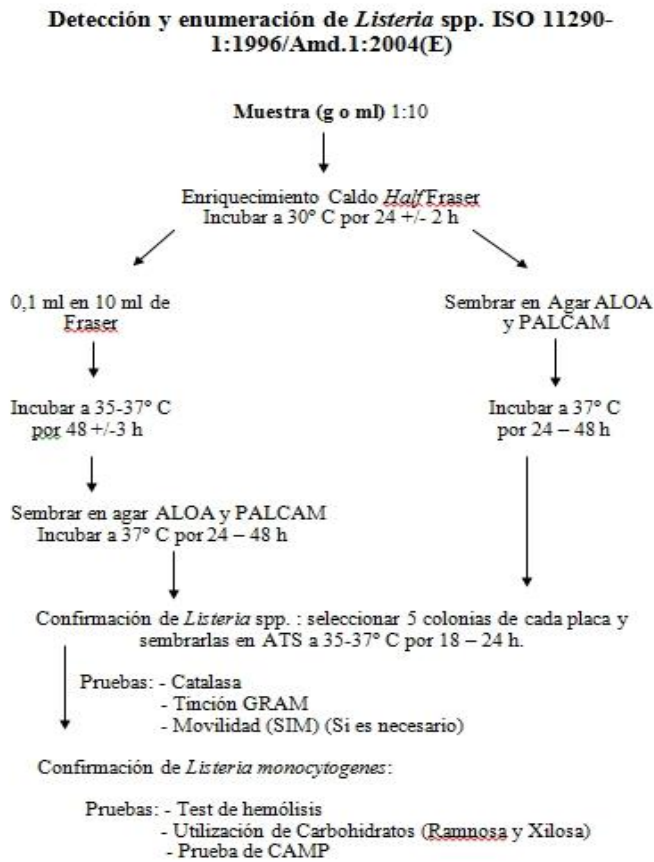 Detección y enumeración de Listeria spp. ISO 11290-
1:1996/Amd.1:2004(E)
Muestra (g o ml) 1:10
Enriquecimiento Caldo Half Fraser
Incubar a 30° C por 24 +/- 2 h
0,1 ml en 10 ml de
Fraser
Incubar a 35-37° C
por 48 +/-3 h
Sembrar en agar ALOA y PALCAM
Incubar a 37° C por 24 – 48 h
Sembrar en Agar ALOA
y PALCAM
Incubar a 37° C
por 24 – 48 h
Confirmación de Listeria spp. : seleccionar 5 colonias de cada placa y
sembrarlas en ATS a 35-37° C por 18 – 24 h.
Pruebas: - Catalasa
- Tinción GRAM
- Movilidad (SIM) (Si es necesario)
Confirmación de Listeria monocytogenes:
Pruebas: - Test de hemólisis
- Utilización de Carbohidratos (Ramnosa y Xilosa)
- Prueba de CAMP